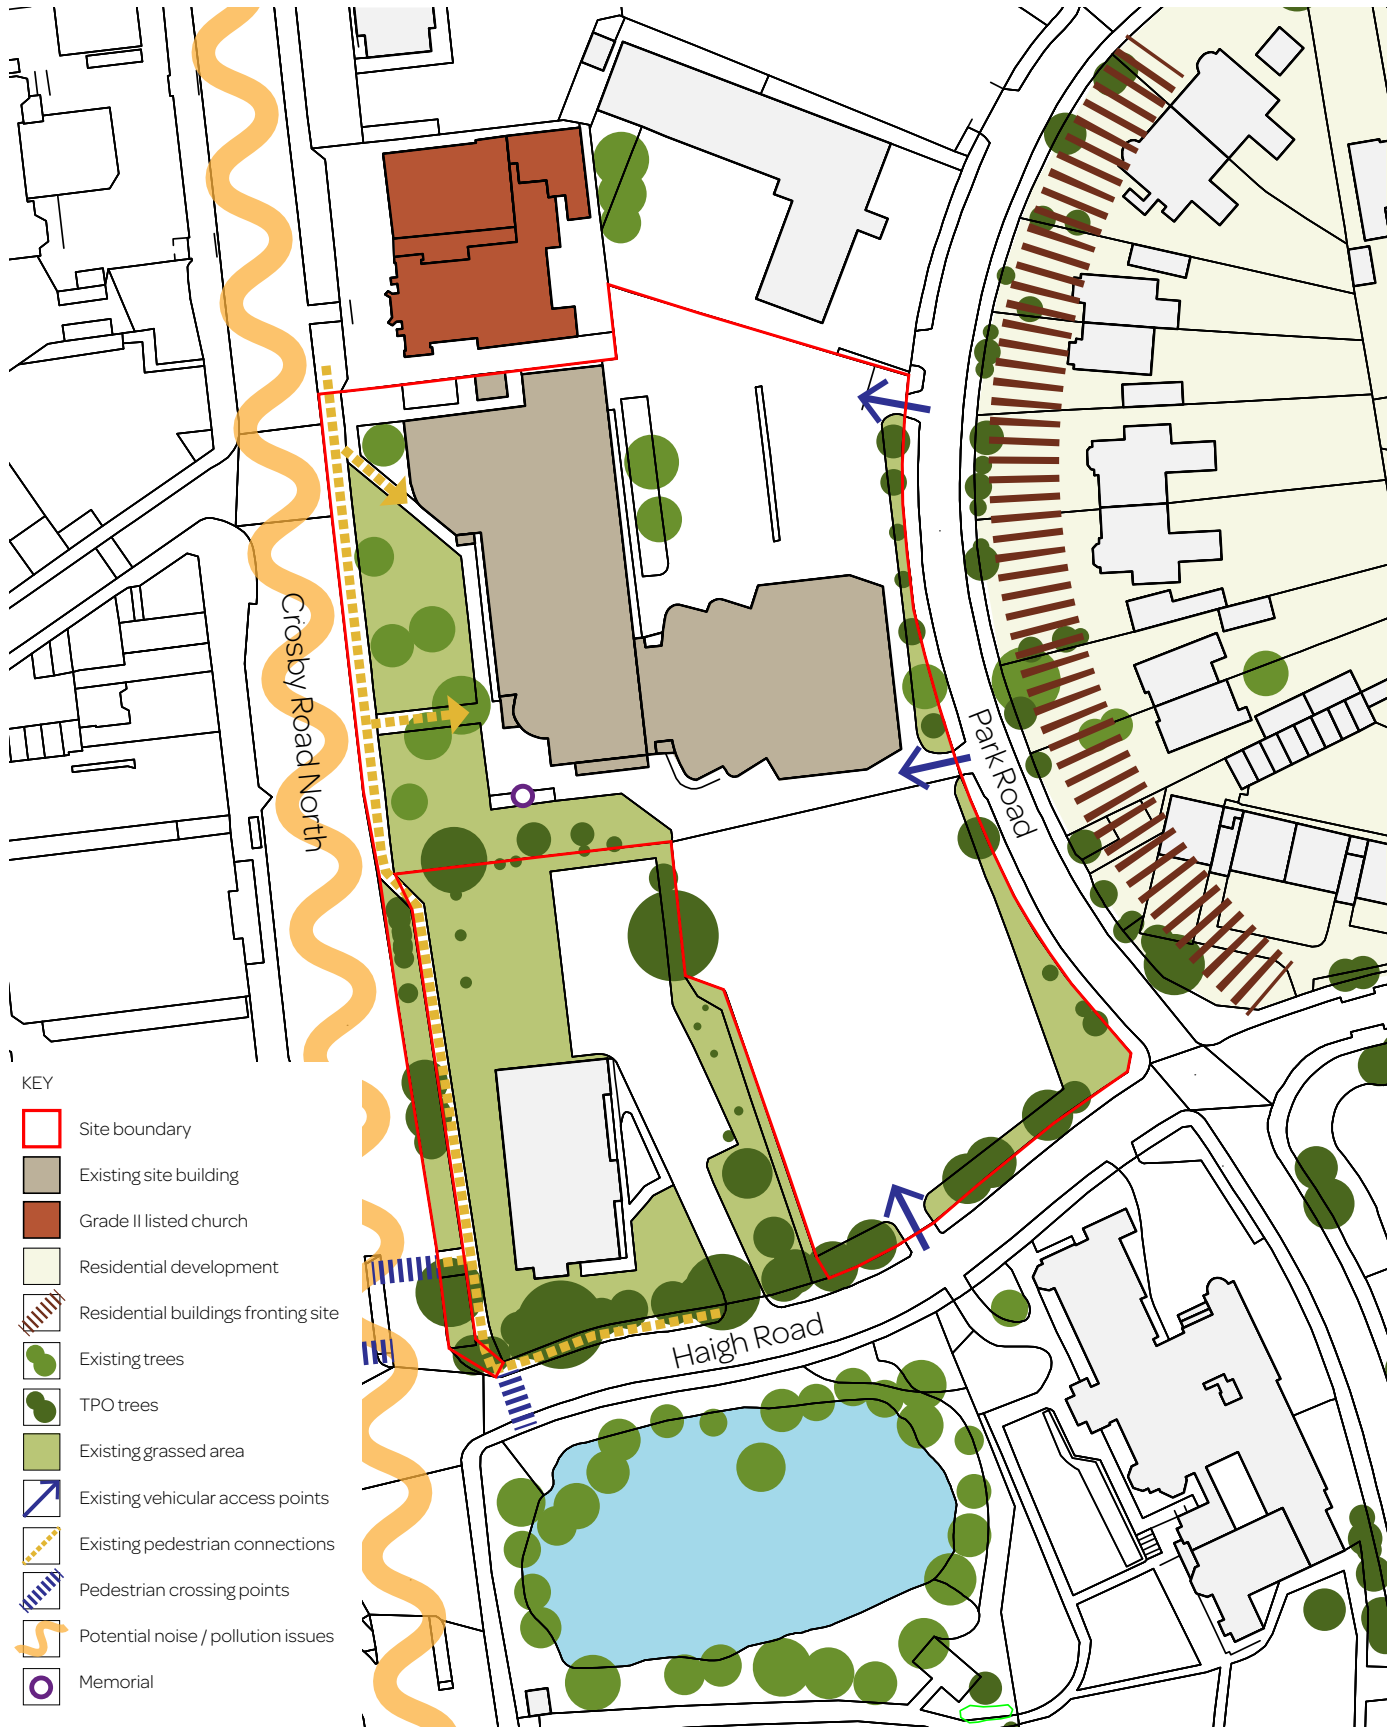 Crosby Road North
Park Road
Haigh Road
KEY
Site boundary
Existing site building
Grade II listed church
Residential development
Residential buildings fronting site
Existing trees
TPO trees
Existing grassed area
Existing vehicular access points
Existing pedestrian connections
Pedestrian crossing points
Potential noise / pollution issues
Memorial